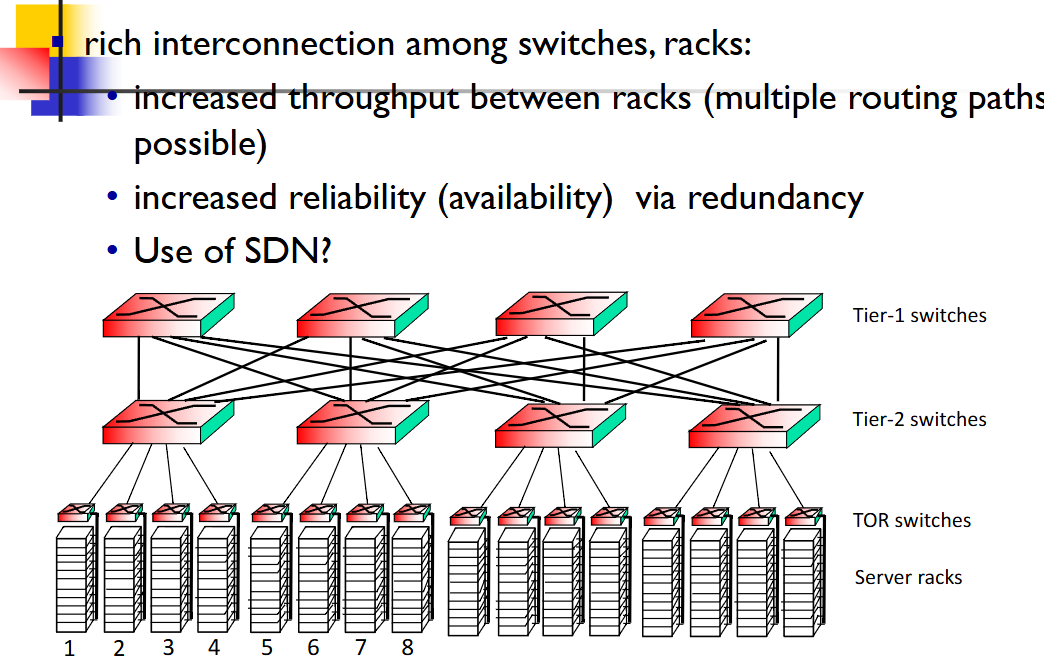 rich interconnection among switches, racks:
increased throughput between racks (multiple routing paths
possible)
increased reliability (availability) via redundancy
Use of SDN?
Tier-1 switches
Tier-2 switches
TOR switches
Server racks
1 2 3 4 5 6 7 8